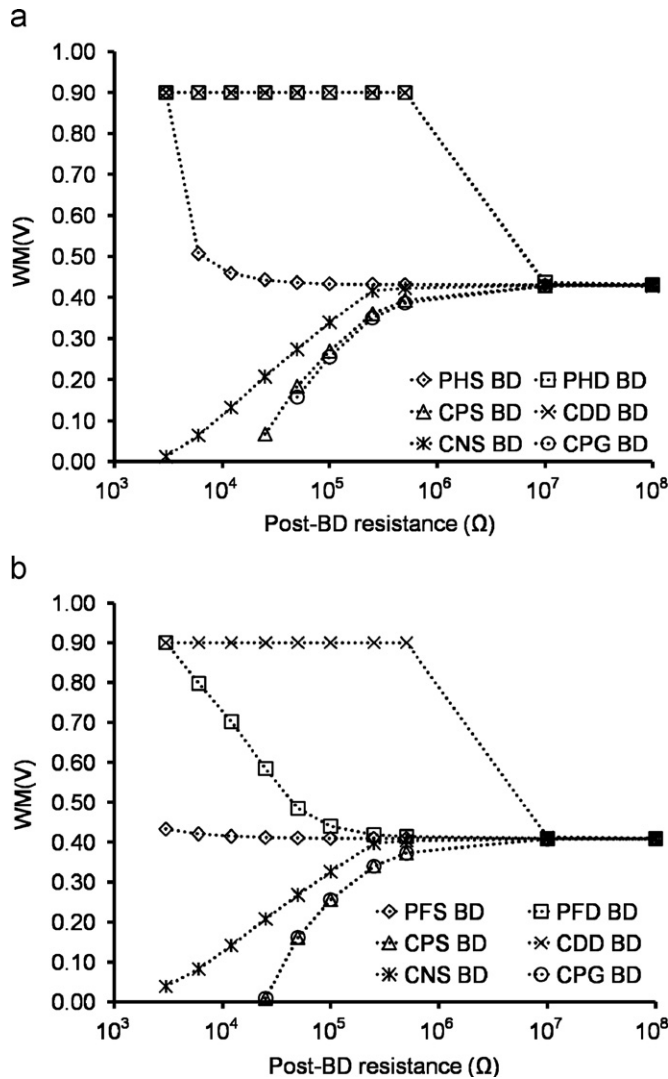 a
1.00
0.90
0.80
0.70
0.60
0.50
0.40
0.30
0.20
0.10
0.00
WM(V)
PHS BD PHD BD
CPS BD CDD BD
CNS BD CPG BD
10³ 10⁴ 10⁵ 10⁶ 10⁷ 10⁸
Post-BD resistance (Ω)
b
1.00
0.90
0.80
0.70
0.60
0.50
0.40
0.30
0.20
0.10
0.00
WM(V)
PFS BD PFD BD
CPS BD CDD BD
CNS BD CPG BD
10³ 10⁴ 10⁵ 10⁶ 10⁷ 10⁸
Post-BD resistance (Ω)